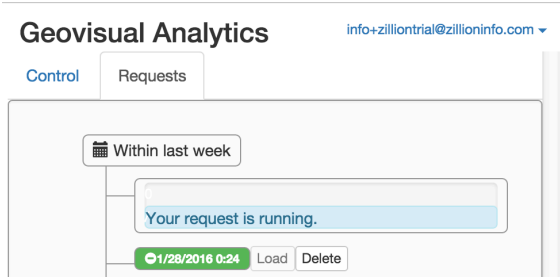 Geovisual Analytics
info+zilliontrial@zillioninfo.com
Control
Requests
Within last week
0
Your request is running.
1/28/2016 0:24 Load Delete